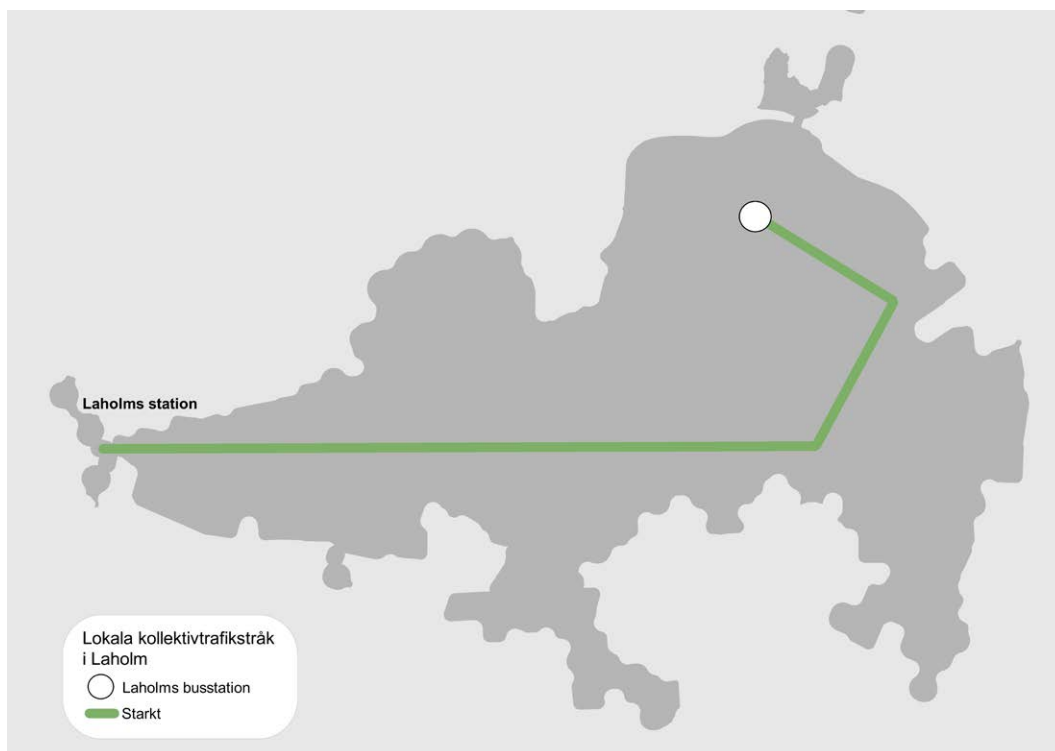 Laholms station
Lokala kollektivtrafikstråk
i Laholm
Laholms busstation
Starkt